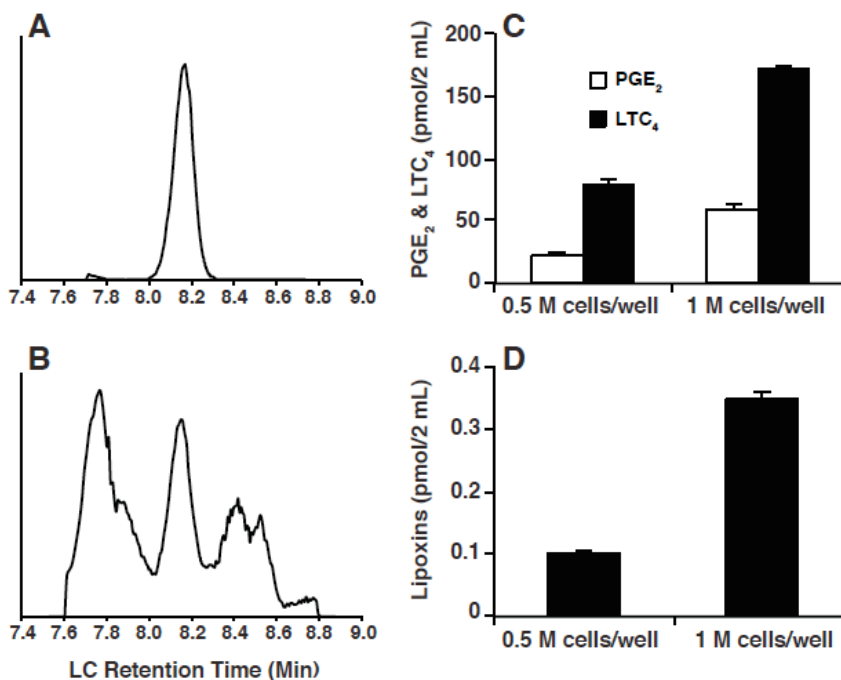 A
7.4 7.6 7.8 8.0 8.2 8.4 8.6 8.8 9.0
B
7.4 7.6 7.8 8.0 8.2 8.4 8.6 8.8 9.0
LC Retention Time (Min)
C
PGE₂ & LTC₄ (pmol/2 mL)
200
150
100
50
0
PGE₂
LTC₄
0.5 M cells/well 1 M cells/well
D
Lipoxins (pmol/2 mL)
0.4
0.3
0.2
0.1
0
0.5 M cells/well 1 M cells/well